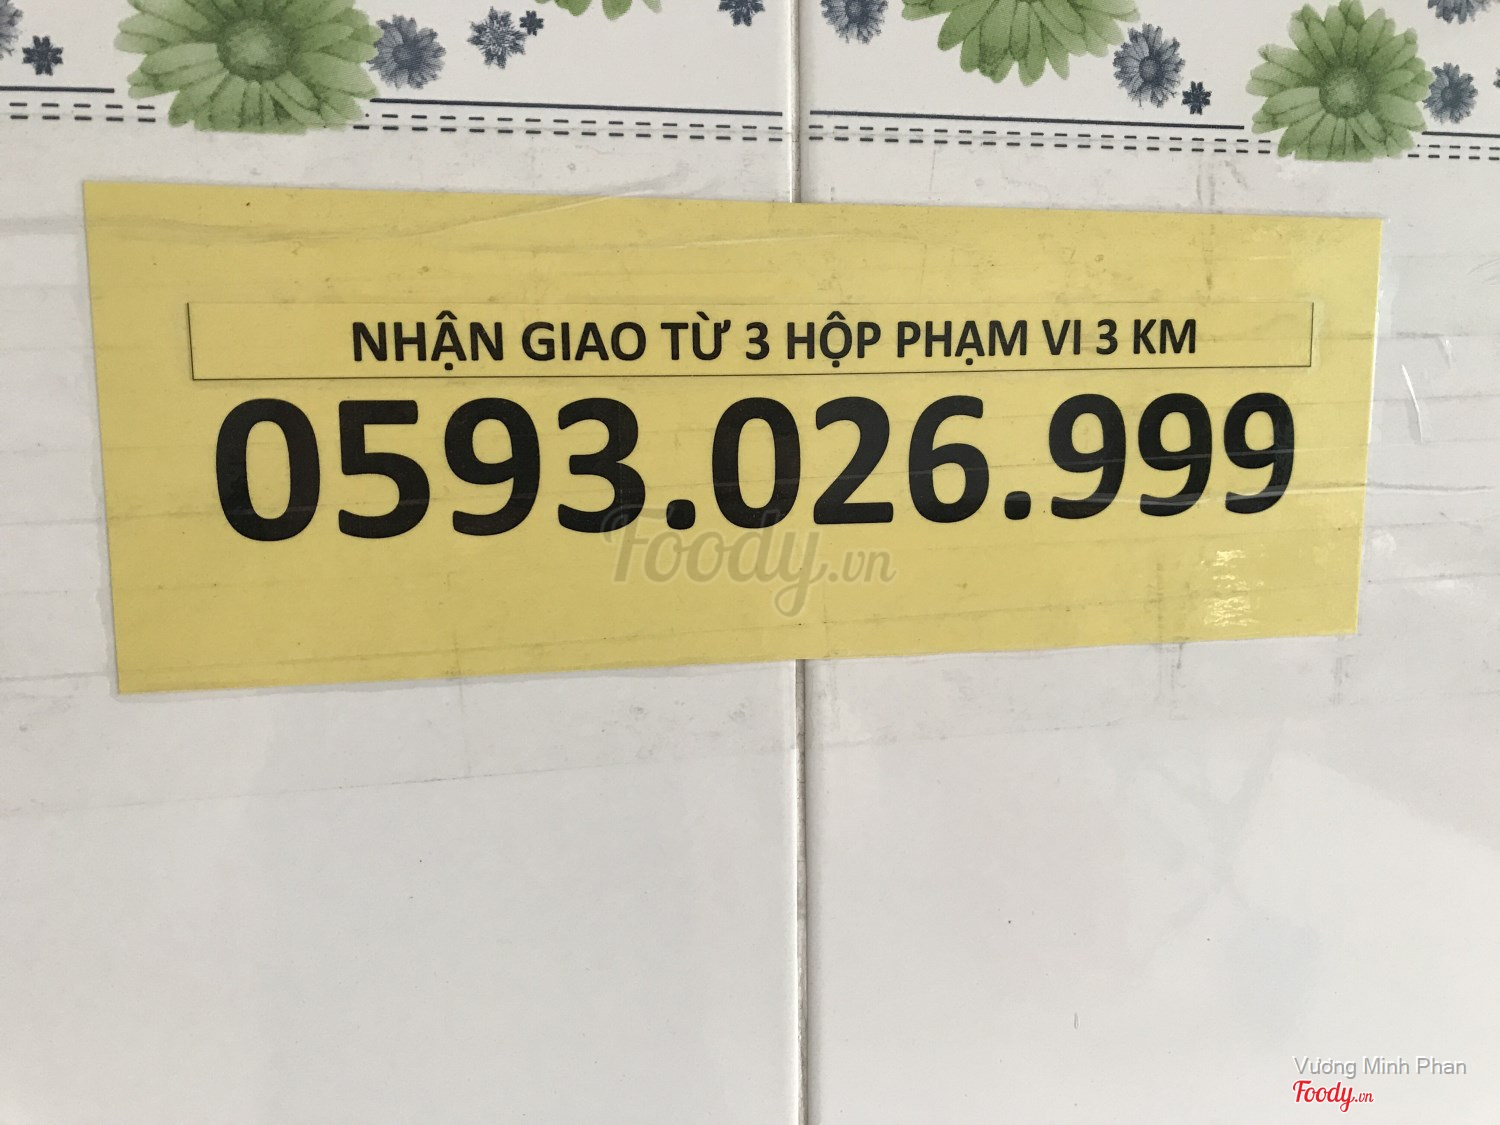 NHẬN GIAO TỪ 3 HỘP PHẠM VI 3 KM
0593.026.999
Foody.vn
Vương Minh Phan
Foody.vn